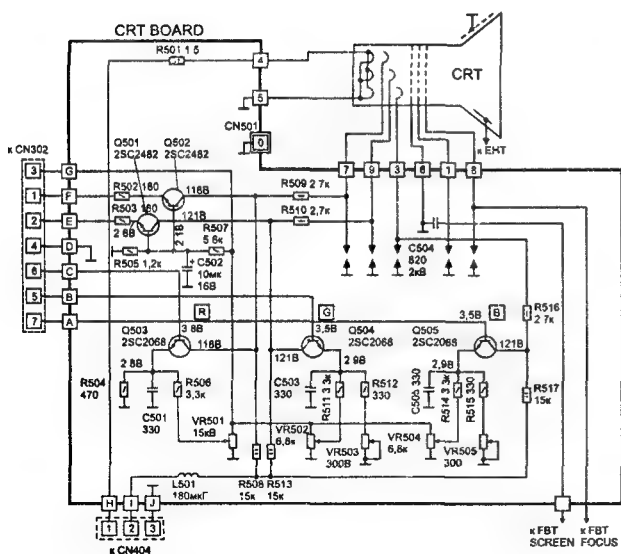 CRT BOARD
R501 1 5
4
5
CN501
0
CRT
к EHT
к CN302
3
1
2
4
6
5
7
G
F
E
D
C
B
A
Q501
2SC2482
Q502
2SC2482
R502 180
R503 180
116В
121В
2 6В
2 1В
R505 1,2к
C502
10мк
16В
R507
5 6к
R509 2 7к
R510 2,7к
7
9
3
6
1
8
C504
820
2кВ
R516
2 7к
R517
15к
R
G
B
3 8В
3,5В
3,5В
Q503
2SC2068
Q504
2SC2068
Q505
2SC2068
116В
121В
121В
2 8В
2 9В
2,9В
R504
470
C501
330
R506
3,3к
C503
330
R511 3 3к
R512
330
C505 330
R514 3 3к
R515 330
VR501
15кВ
VR502
6,8к
VR503
300В
VR504
6,8к
VR505
300
L501
180мкГ
R508
15к
R513
15к
H
I
J
1
2
3
к CN404
к FBT
SCREEN
к FBT
FOCUS